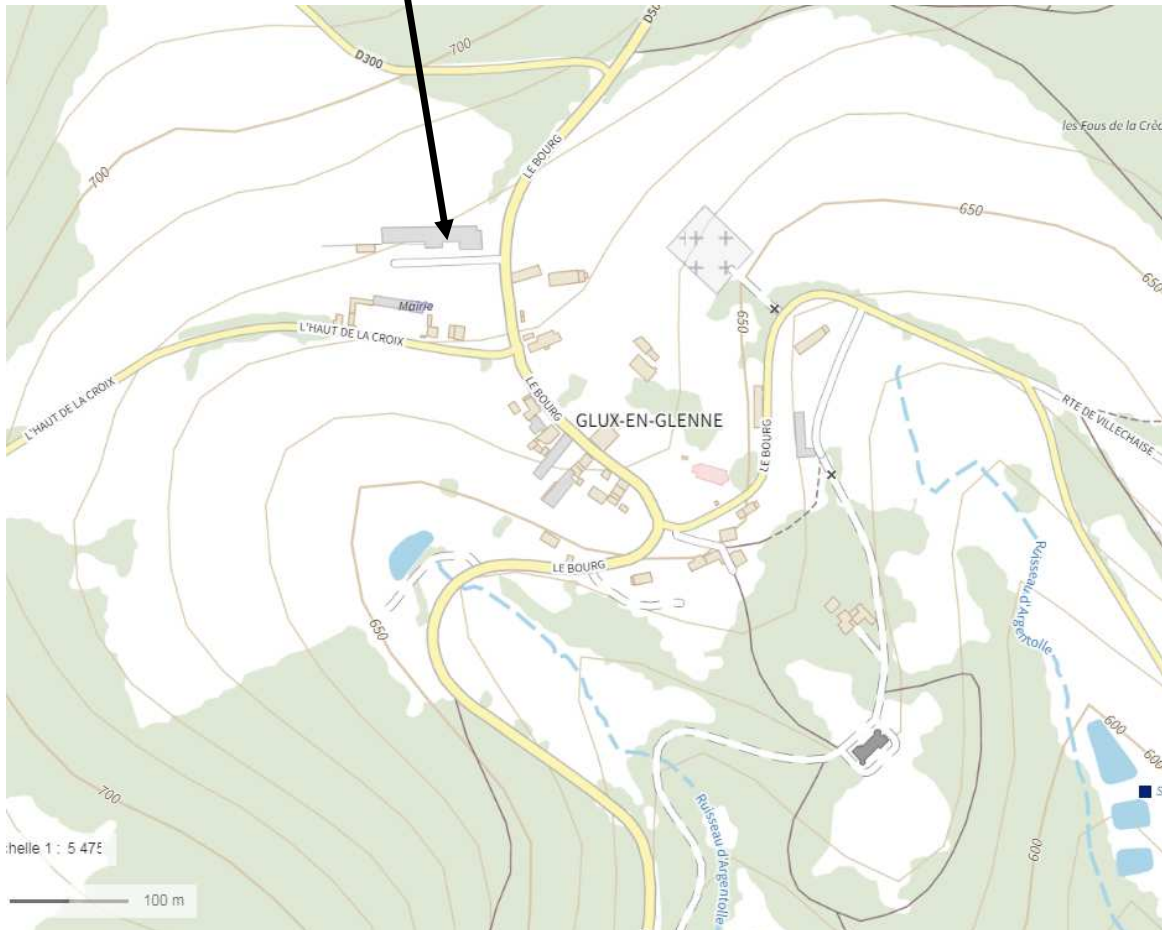 D50
700
D300
les Fous de la Crèc
LE BOURG
700
650
650
Mairie
650
L'HAUT DE LA CROIX
L'HAUT DE LA CROIX
LE BOURG
GLUX-EN-GLENNE
RTE DE VILLECHAISE
LE BOURG
Ruisseau d'Argentolle
LE BOURG
650
600
600
S
700
Ruisseau d'Argentolle
600
chelle 1 : 5 475
100 m